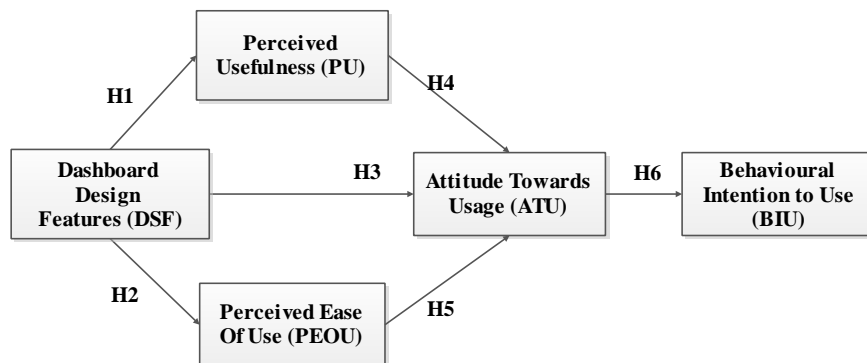 Perceived
Usefulness (PU)
H1
H4
Dashboard
Design
Features (DSF)
H3
Attitude Towards
Usage (ATU)
H6
Behavioural
Intention to Use
(BIU)
H2
Perceived Ease
Of Use (PEOU)
H5